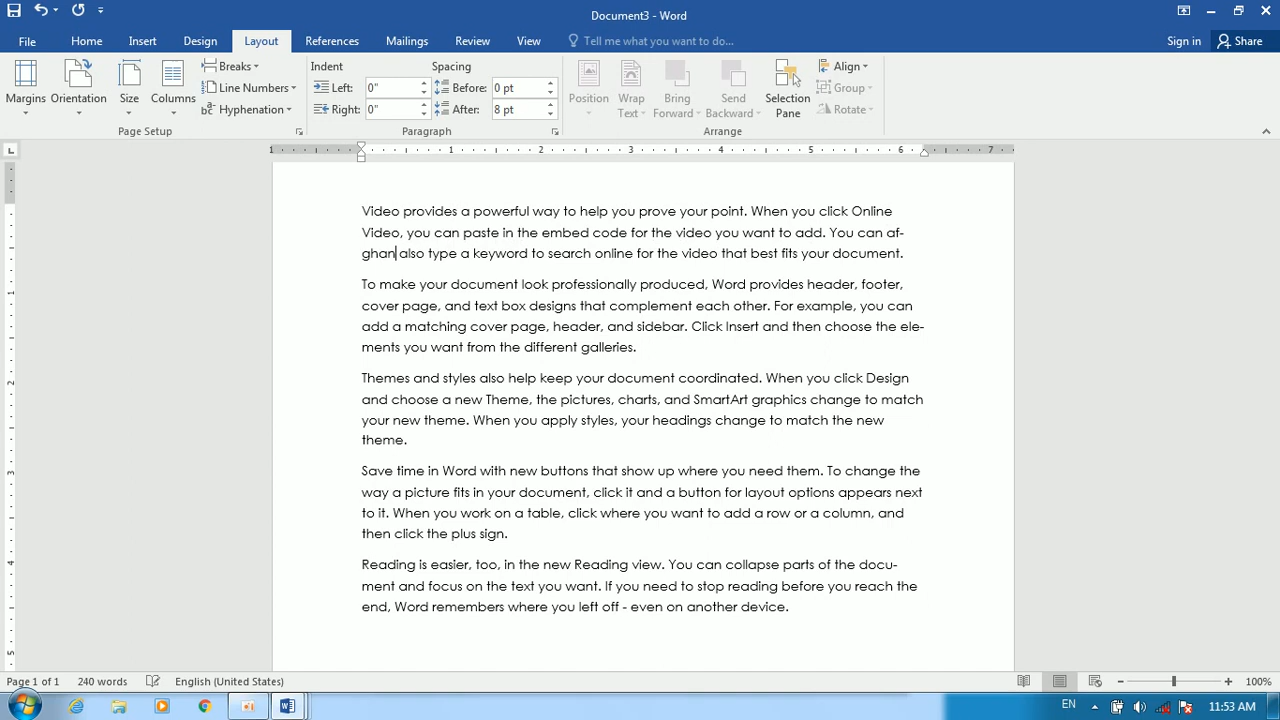 Document3 - Word
File Home Insert Design Layout References Mailings Review View Tell me what you want to do... Sign in Share
Margins Orientation Size Columns Breaks Line Numbers Hyphenation Page Setup
Indent Left: 0" Right: 0" Spacing Before: 0 pt After: 8 pt Paragraph
Position Wrap Text Bring Forward Send Backward Selection Pane Align Group Rotate Arrange
1 1 2 3 4 5 6 7
Video provides a powerful way to help you prove your point. When you click Online
Video, you can paste in the embed code for the video you want to add. You can af-
ghan also type a keyword to search online for the video that best fits your document.
To make your document look professionally produced, Word provides header, footer,
cover page, and text box designs that complement each other. For example, you can
add a matching cover page, header, and sidebar. Click Insert and then choose the ele-
ments you want from the different galleries.
Themes and styles also help keep your document coordinated. When you click Design
and choose a new Theme, the pictures, charts, and SmartArt graphics change to match
your new theme. When you apply styles, your headings change to match the new
theme.
Save time in Word with new buttons that show up where you need them. To change the
way a picture fits in your document, click it and a button for layout options appears next
to it. When you work on a table, click where you want to add a row or a column, and
then click the plus sign.
Reading is easier, too, in the new Reading view. You can collapse parts of the docu-
ment and focus on the text you want. If you need to stop reading before you reach the
end, Word remembers where you left off - even on another device.
1
2
3
4
5
Page 1 of 1 240 words English (United States) 100%
EN 11:53 AM